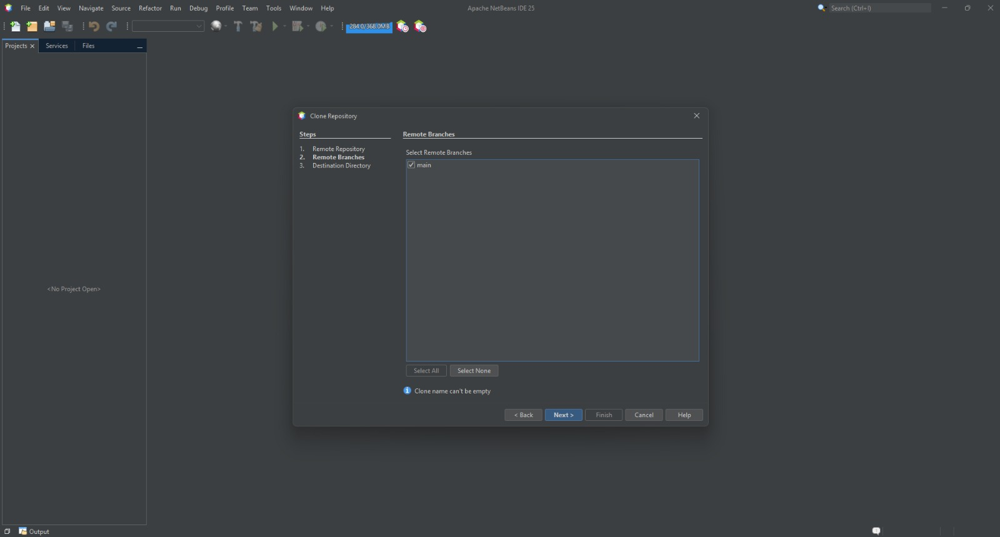 File Edit View Navigate Source Refactor Run Debug Profile Team Tools Window Help
Apache NetBeans IDE 25
Search (Ctrl+I)
284.0/368.0MB
Projects Services Files
<No Project Open>
Clone Repository
Steps
1. Remote Repository
2. Remote Branches
3. Destination Directory
Remote Branches
Select Remote Branches
main
Select All Select None
Clone name can't be empty
< Back Next > Finish Cancel Help
Output